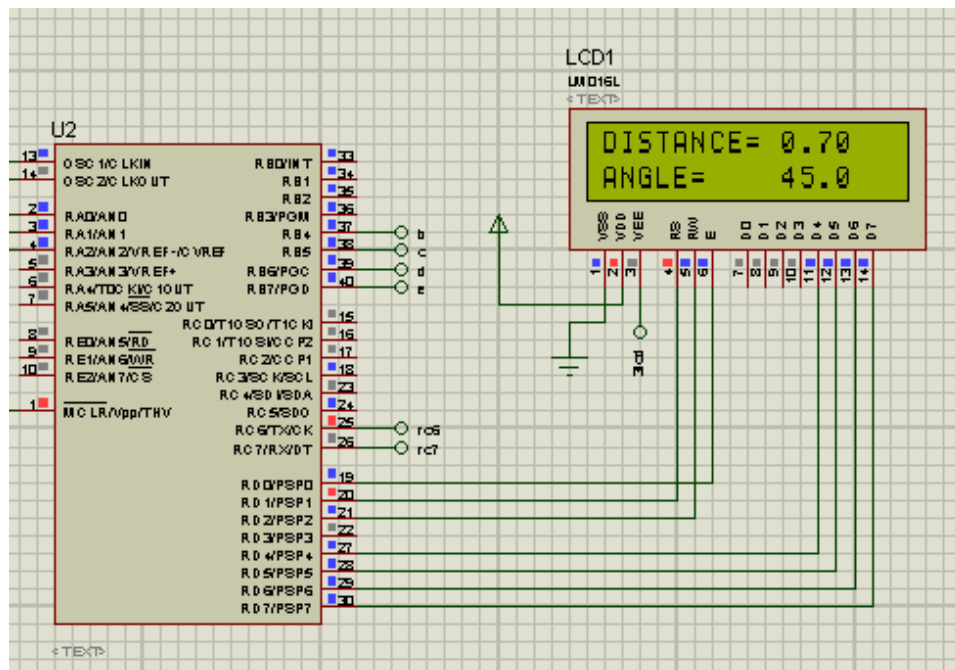 LCD1
LM016L
<TEXT>
DISTANCE= 0.70
ANGLE= 45.0
VSS
VDD
VEE
RS
RW
E
D0
D1
D2
D3
D4
D5
D6
D7
1
2
3
4
5
6
7
8
9
10
11
12
13
14
U2
13 OSC1/CLKIN
14 OSC2/CLKOUT
2 RA0/AN0
3 RA1/AN1
4 RA2/AN2/VREF-/CVREF
5 RA3/AN3/VREF+
6 RA4/T0CKI/C1OUT
7 RA5/AN4/SS/C2OUT
8 RE0/AN5/RD
9 RE1/AN6/WR
10 RE2/AN7/CS
1 MCLR/Vpp/THV
RB0/INT 33
RB1 34
RB2 35
RB3/PGM 36
RB4 37 b
RB5 38 c
RB6/PGC 39 d
RB7/PGD 40 e
RC0/T1OSO/T1CKI 15
RC1/T1OSI/CCP2 16
RC2/CCP1 17
RC3/SCK/SCL 18
RC4/SDI/SDA 23
RC5/SDO 24
RC6/TX/CK 25 rc6
RC7/RX/DT 26 rc7
RD0/PSP0 19
RD1/PSP1 20
RD2/PSP2 21
RD3/PSP3 22
RD4/PSP4 27
RD5/PSP5 28
RD6/PSP6 29
RD7/PSP7 30
<TEXT>